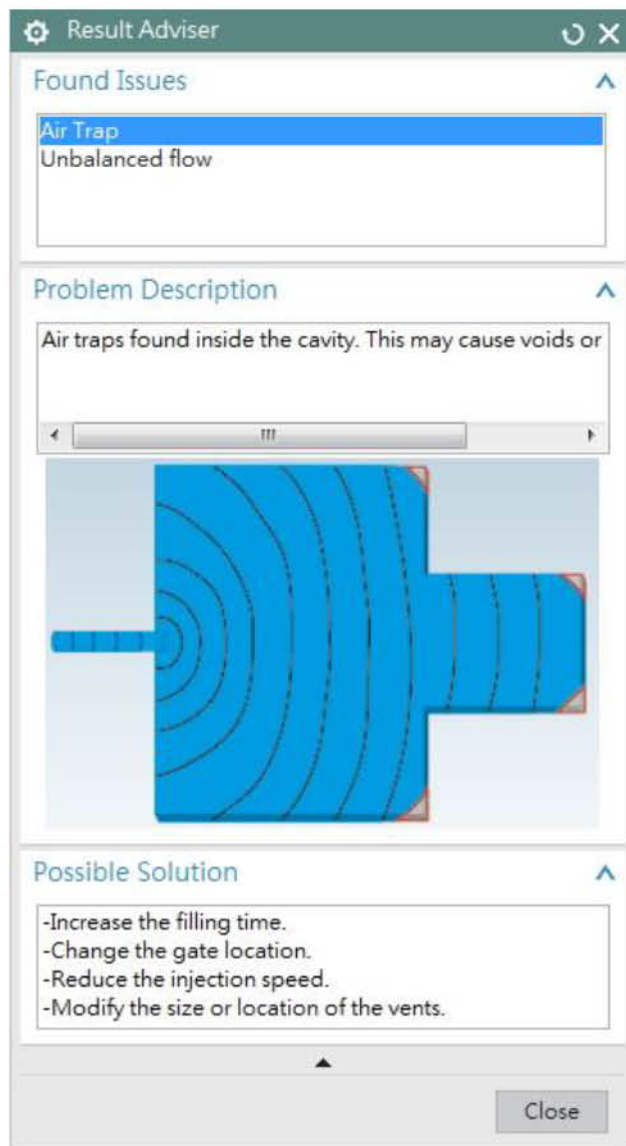 Result Adviser
Found Issues
Air Trap
Unbalanced flow
Problem Description
Air traps found inside the cavity. This may cause voids or
Possible Solution
-Increase the filling time.
-Change the gate location.
-Reduce the injection speed.
-Modify the size or location of the vents.
Close